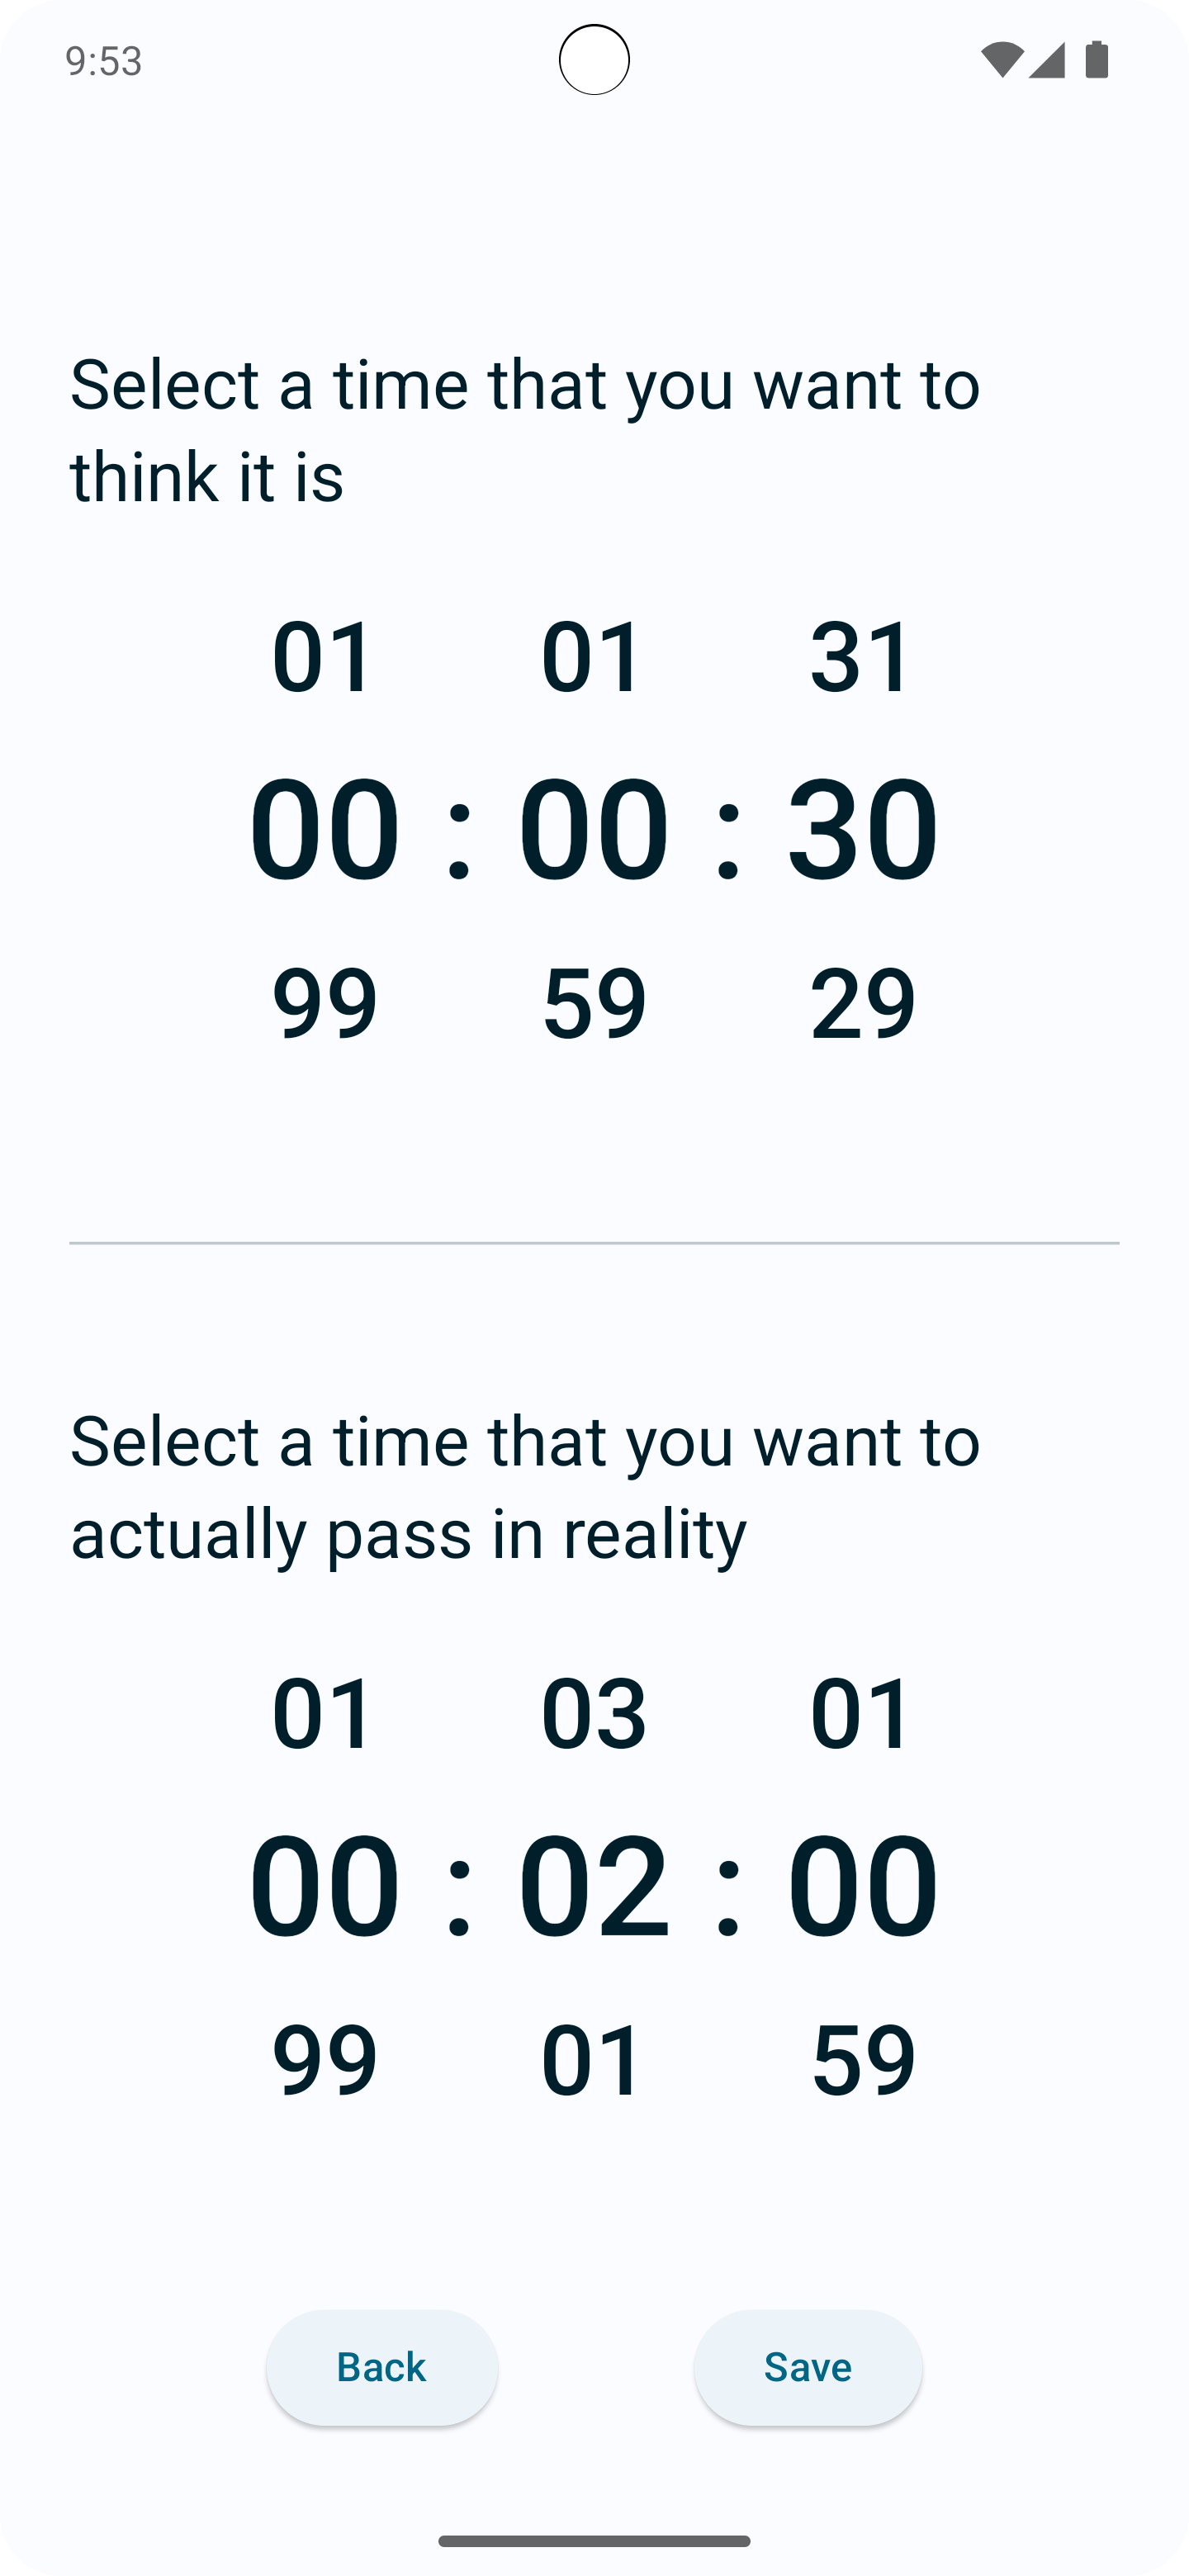 9:53
Select a time that you want to
think it is
01 01 31
00 : 00 : 30
99 59 29
Select a time that you want to
actually pass in reality
01 03 01
00 : 02 : 00
99 01 59
Back Save